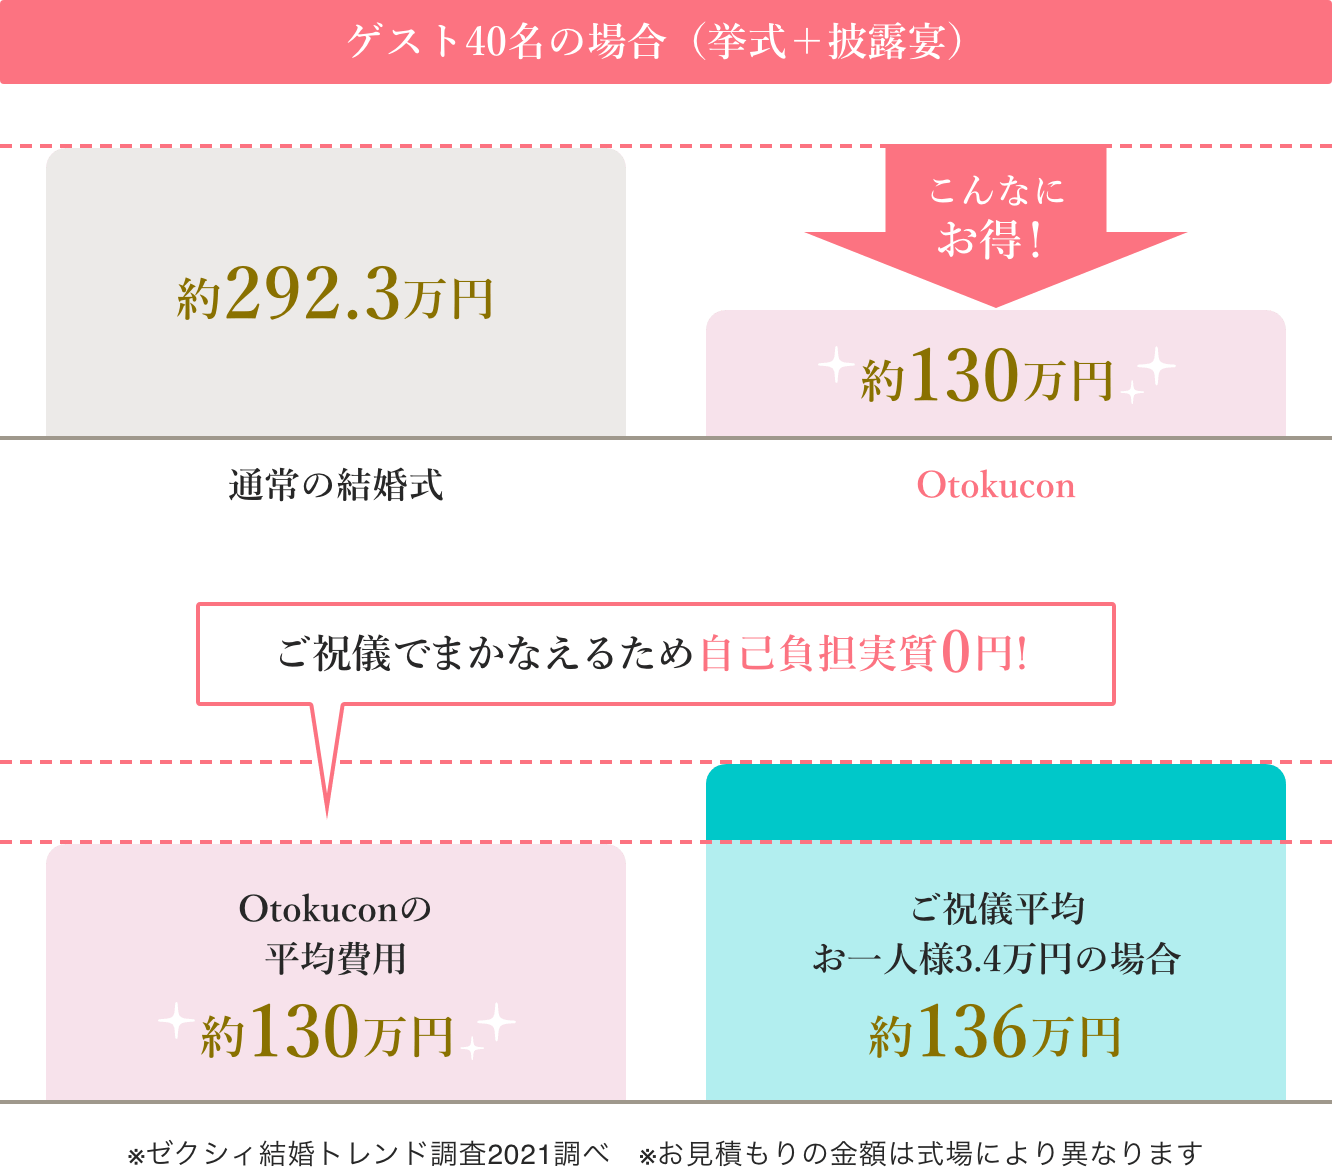 ゲスト40名の場合（挙式＋披露宴）
こんなに
お得！
約292.3万円
約130万円
通常の結婚式
Otokucon
ご祝儀でまかなえるため自己負担実質0円！
Otokuconの
平均費用
約130万円
ご祝儀平均
お一人様3.4万円の場合
約136万円
※ゼクシィ結婚トレンド調査2021調べ　※お見積もりの金額は式場により異なります